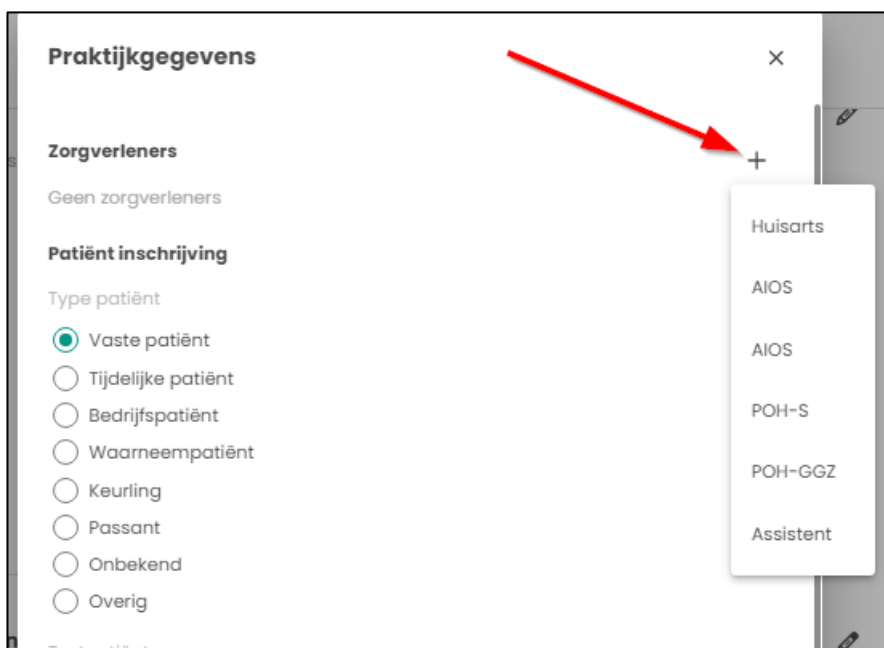 Praktijkgegevens
Zorgverleners
Geen zorgverleners
Patiënt inschrijving
Type patiënt
Vaste patiënt
Tijdelijke patiënt
Bedrijfspatiënt
Waarneempatiënt
Keurling
Passant
Onbekend
Overig
Huisarts
AIOS
AIOS
POH-S
POH-GGZ
Assistent